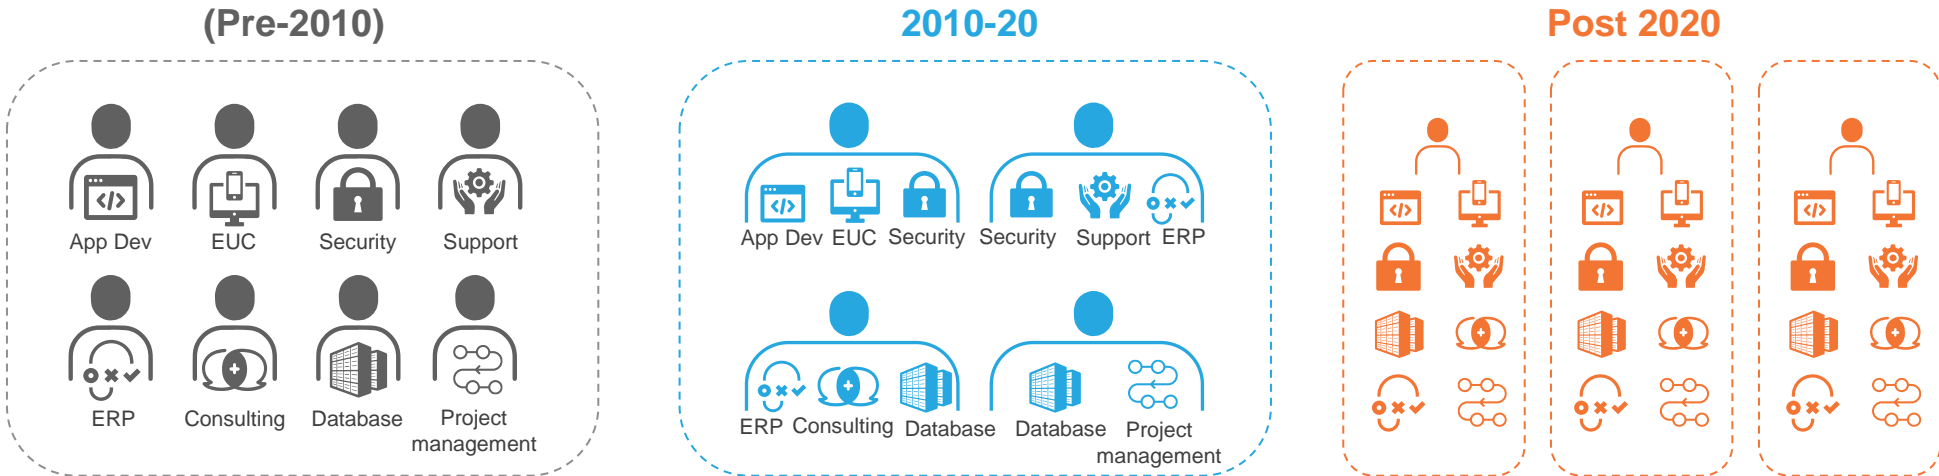 (Pre-2010)
2010-20
Post 2020
App Dev
EUC
Security
Support
ERP
Consulting
Database
Project
management
App Dev
EUC
Security
Security
Support
ERP
ERP
Consulting
Database
Database
Project
management